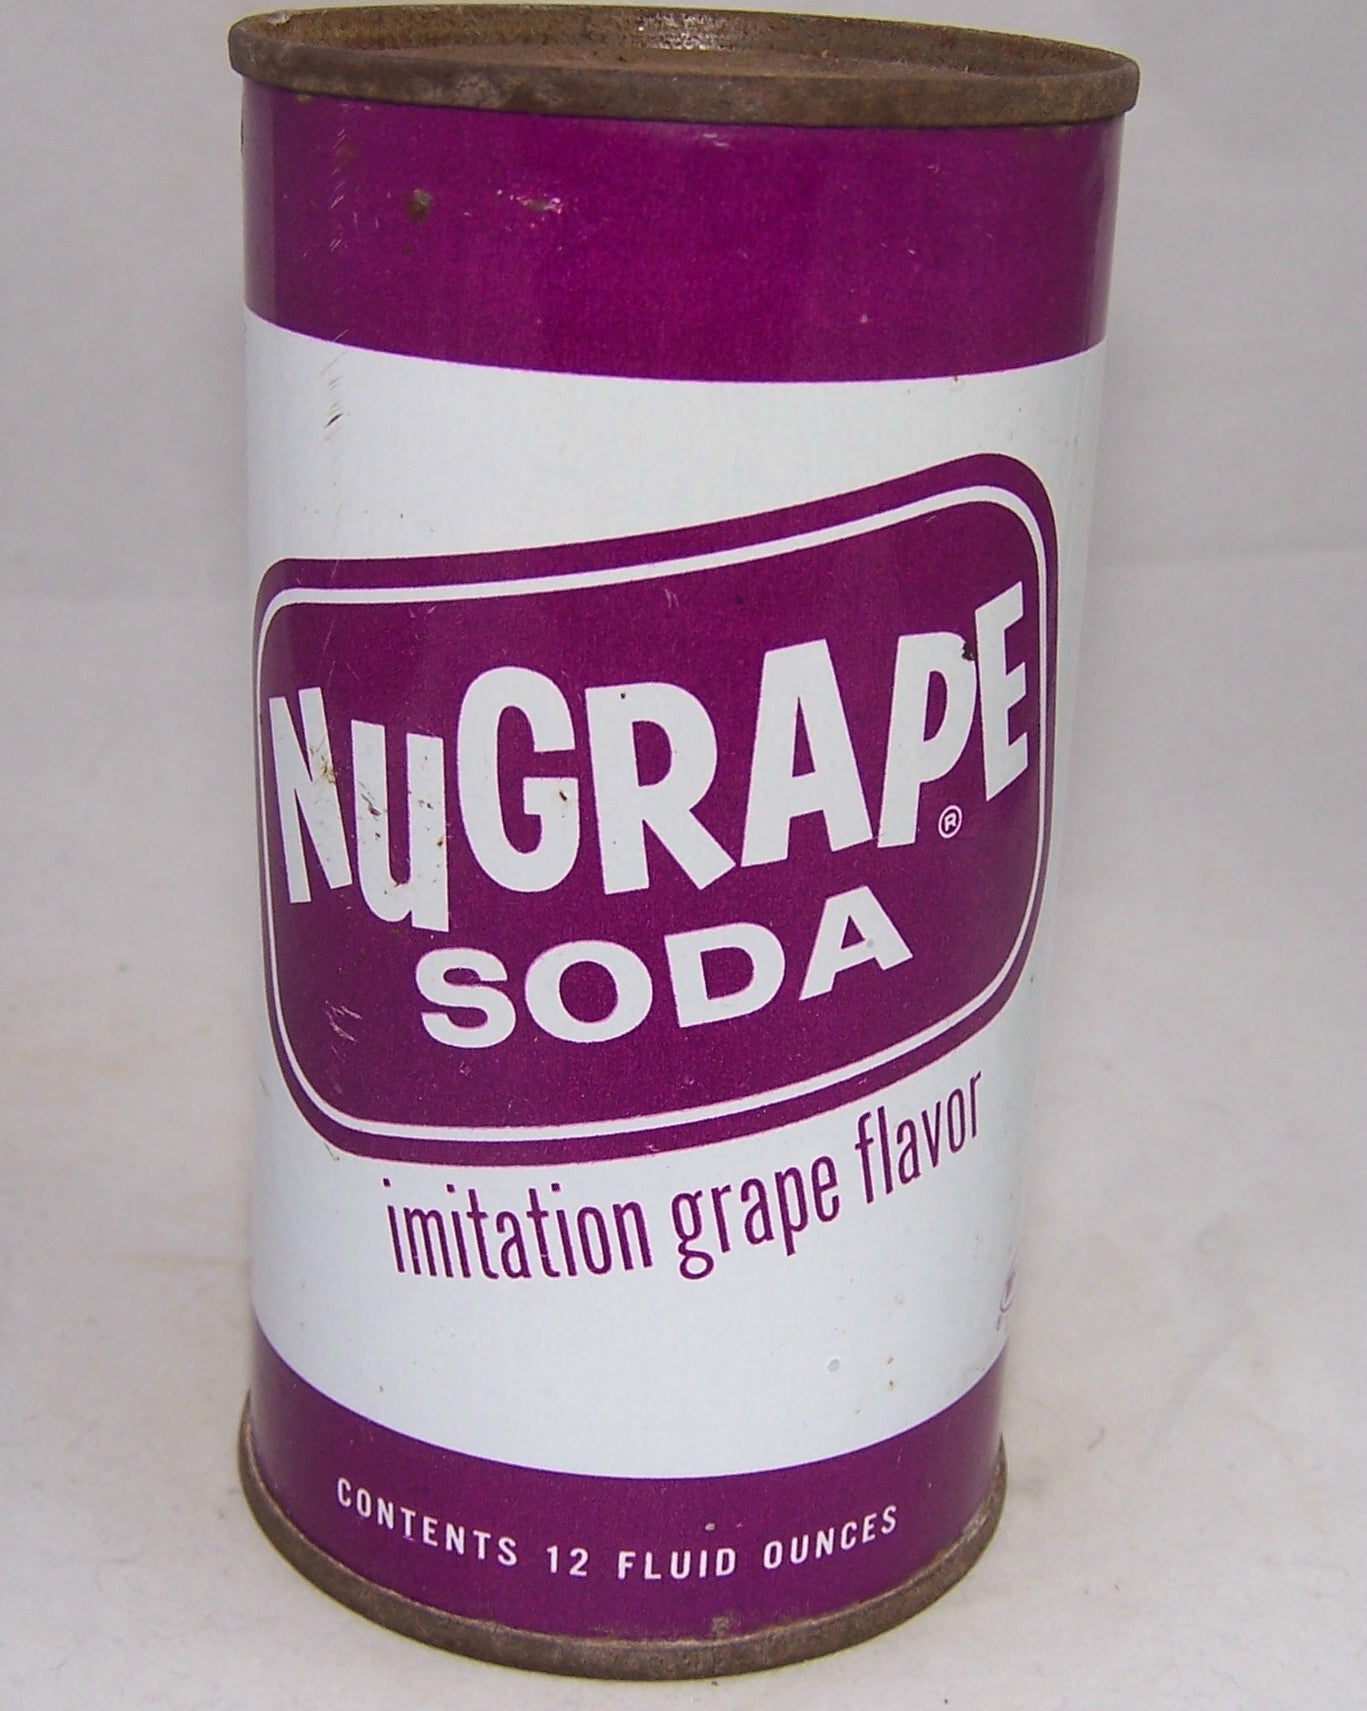 NuGRAPE
®
SODA
imitation grape flavor
CONTENTS 12 FLUID OUNCES